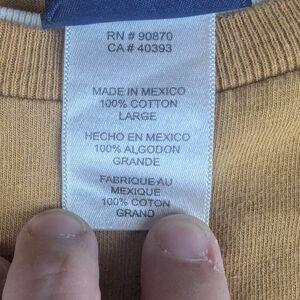 RN # 90870
CA # 40393
MADE IN MEXICO
100% COTTON
LARGE
HECHO EN MEXICO
100% ALGODON
GRANDE
FABRIQUE AU
MEXIQUE
100% COTON
GRAND